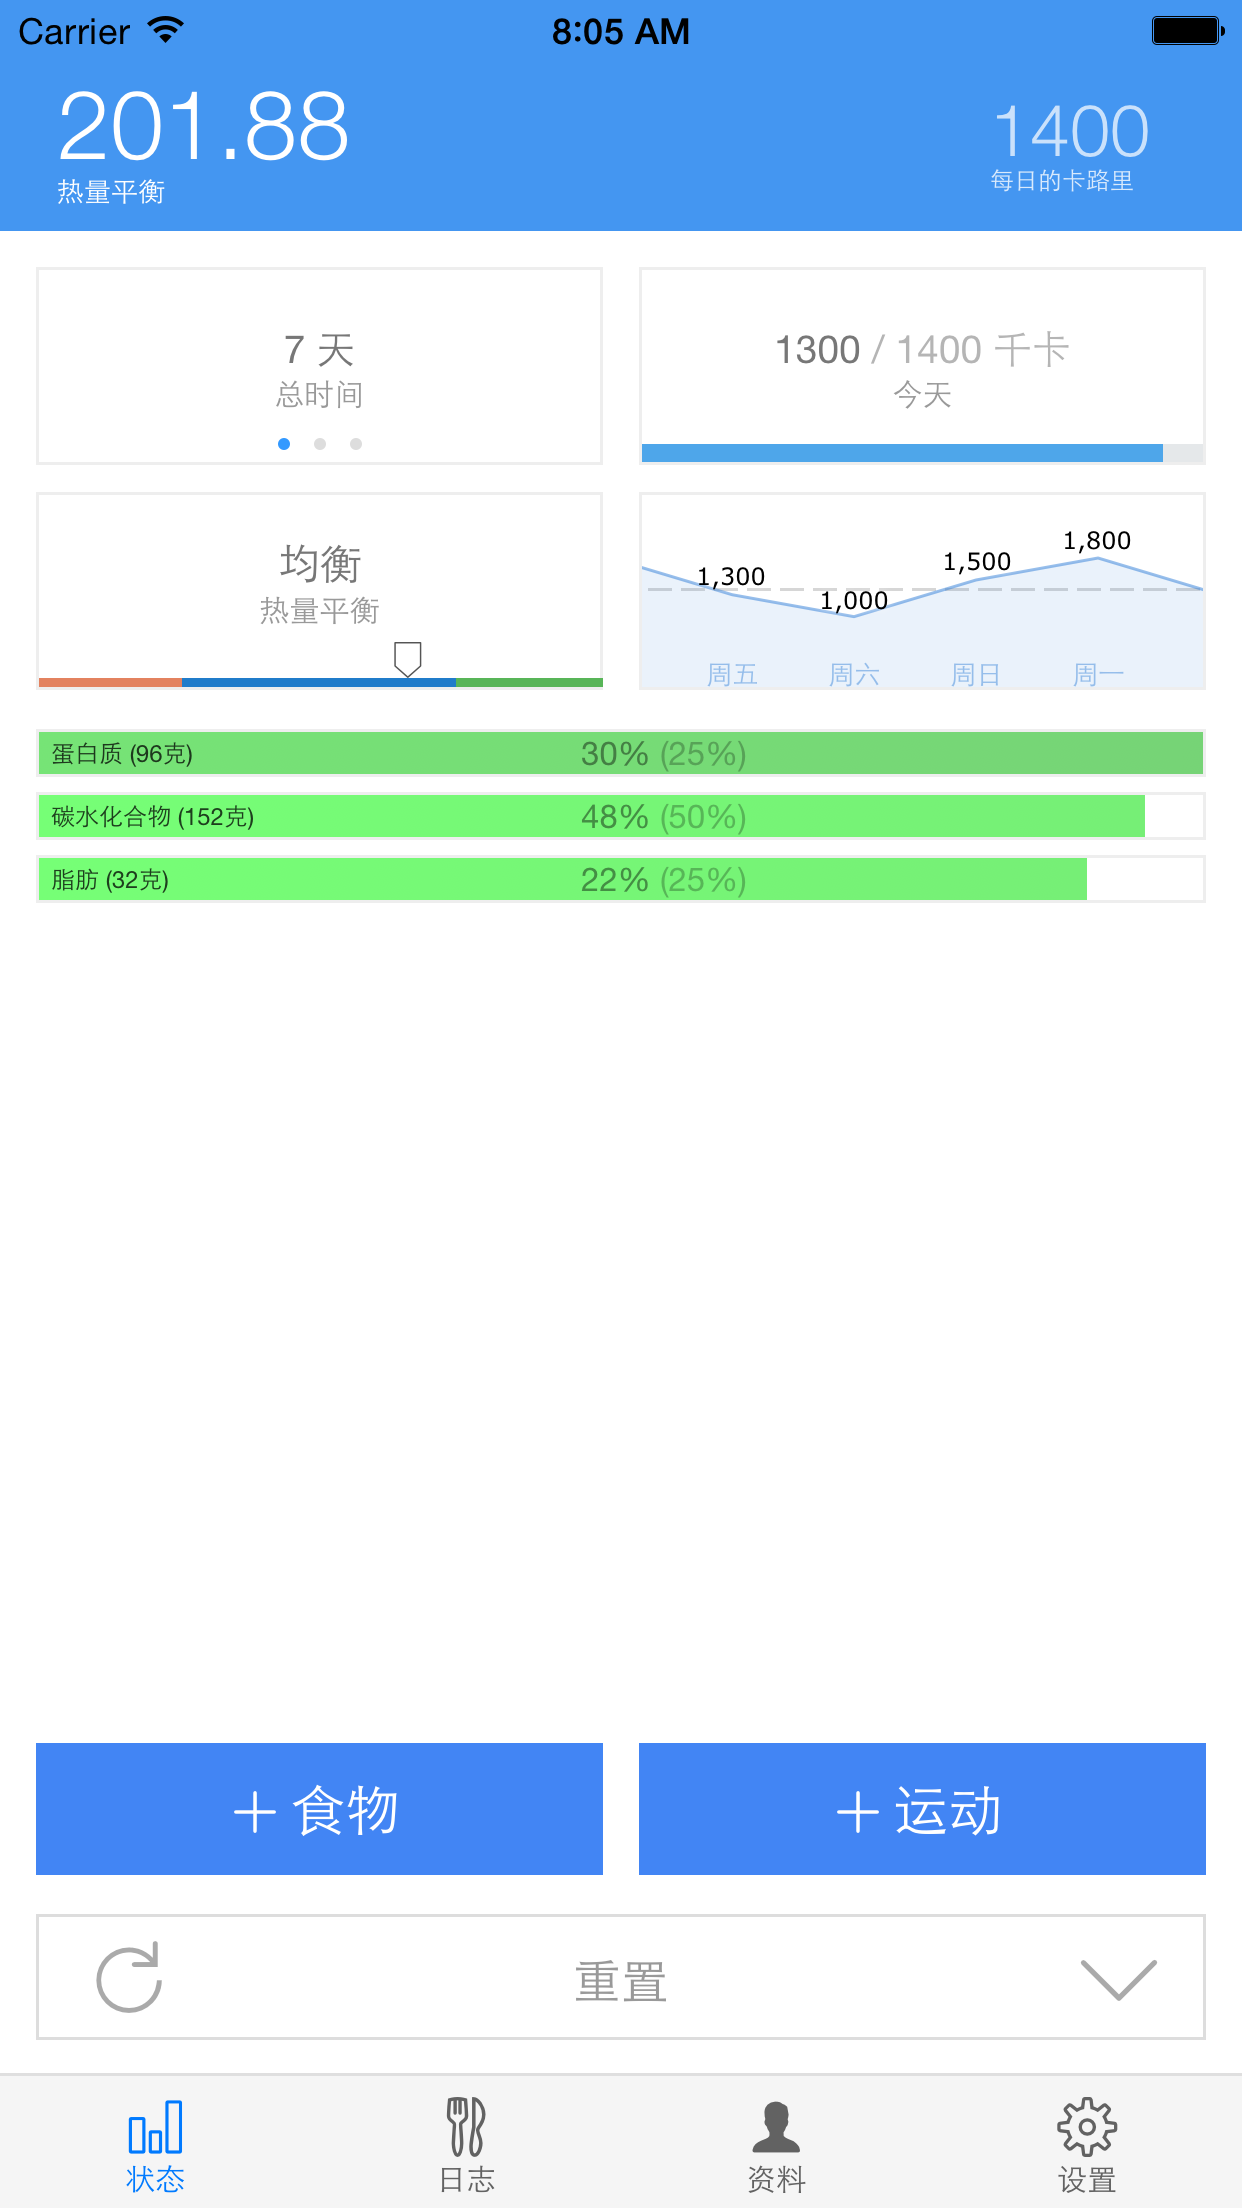 Carrier 8:05 AM
201.88
热量平衡
1400
每日的卡路里
7 天
总时间
1300 / 1400 千卡
今天
均衡
热量平衡
1,300
1,000
1,500
1,800
周五 周六 周日 周一
蛋白质 (96克) 30% (25%)
碳水化合物 (152克) 48% (50%)
脂肪 (32克) 22% (25%)
+ 食物
+ 运动
重置
状态 日志 资料 设置